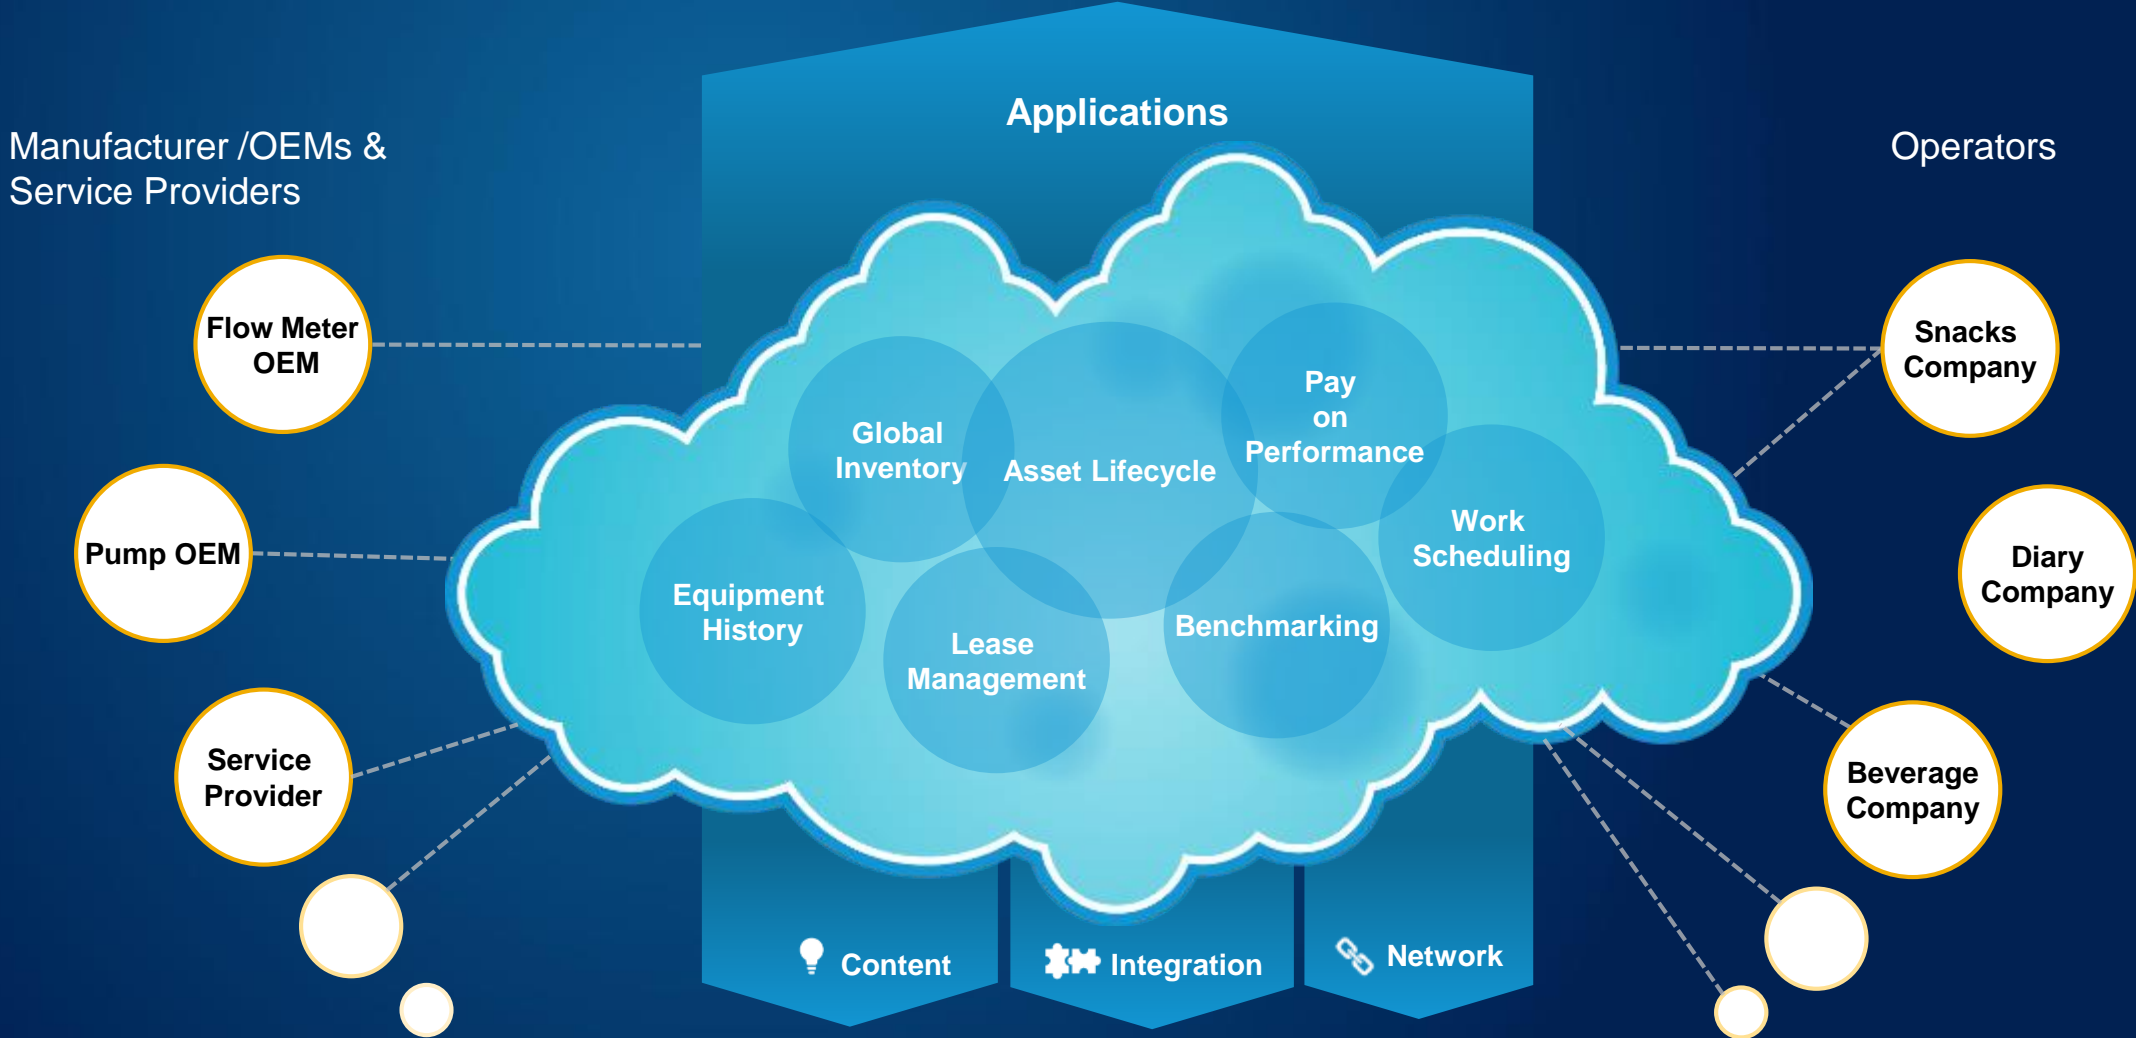 Applications
Manufacturer /OEMs &
Service Providers
Operators
Flow Meter
OEM
Pump OEM
Service
Provider
Global
Inventory
Asset Lifecycle
Pay
on
Performance
Work
Scheduling
Equipment
History
Lease
Management
Benchmarking
Snacks
Company
Diary
Company
Beverage
Company
Content
Integration
Network